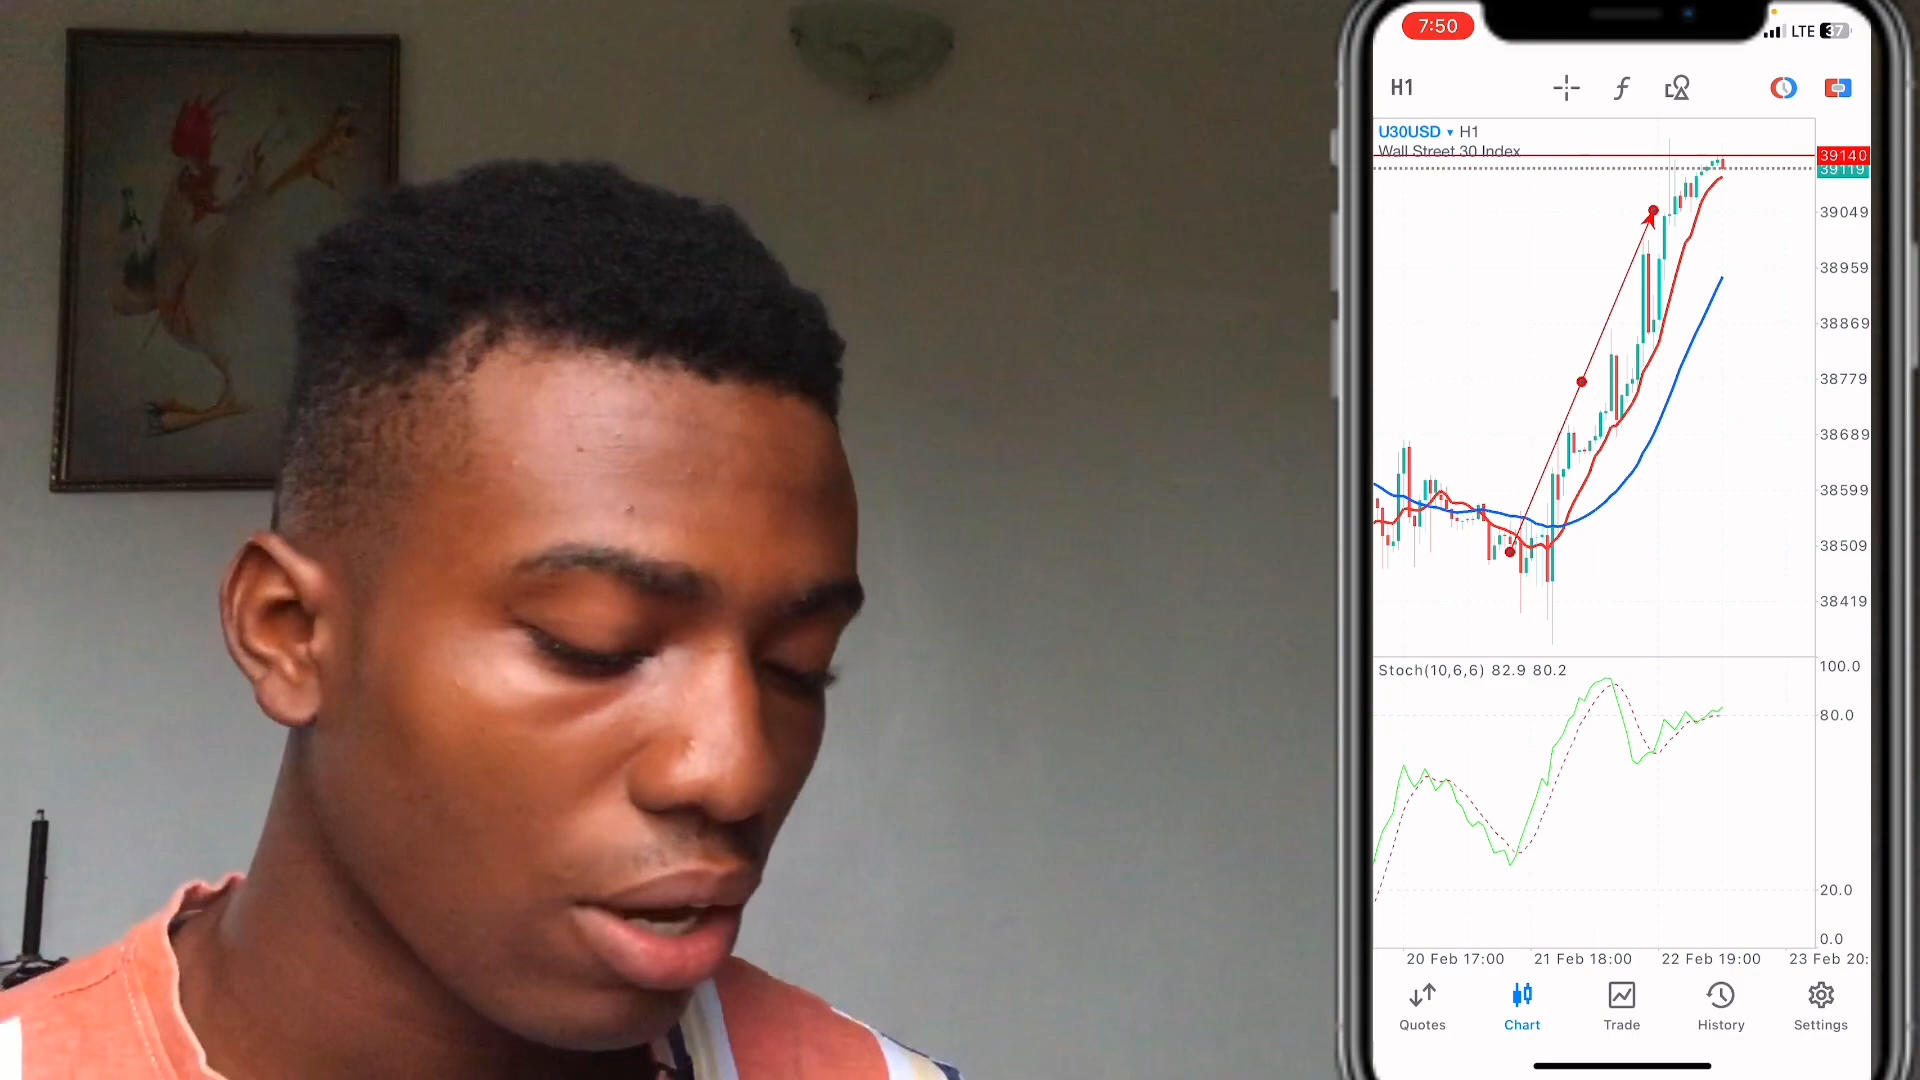 7:50
LTE 37
H1
U30USD ▾ H1
Wall Street 30 Index
39140
39119
39049
38959
38869
38779
38689
38599
38509
38419
Stoch(10,6,6) 82.9 80.2
100.0
80.0
20.0
0.0
20 Feb 17:00 21 Feb 18:00 22 Feb 19:00 23 Feb 20:
Quotes Chart Trade History Settings